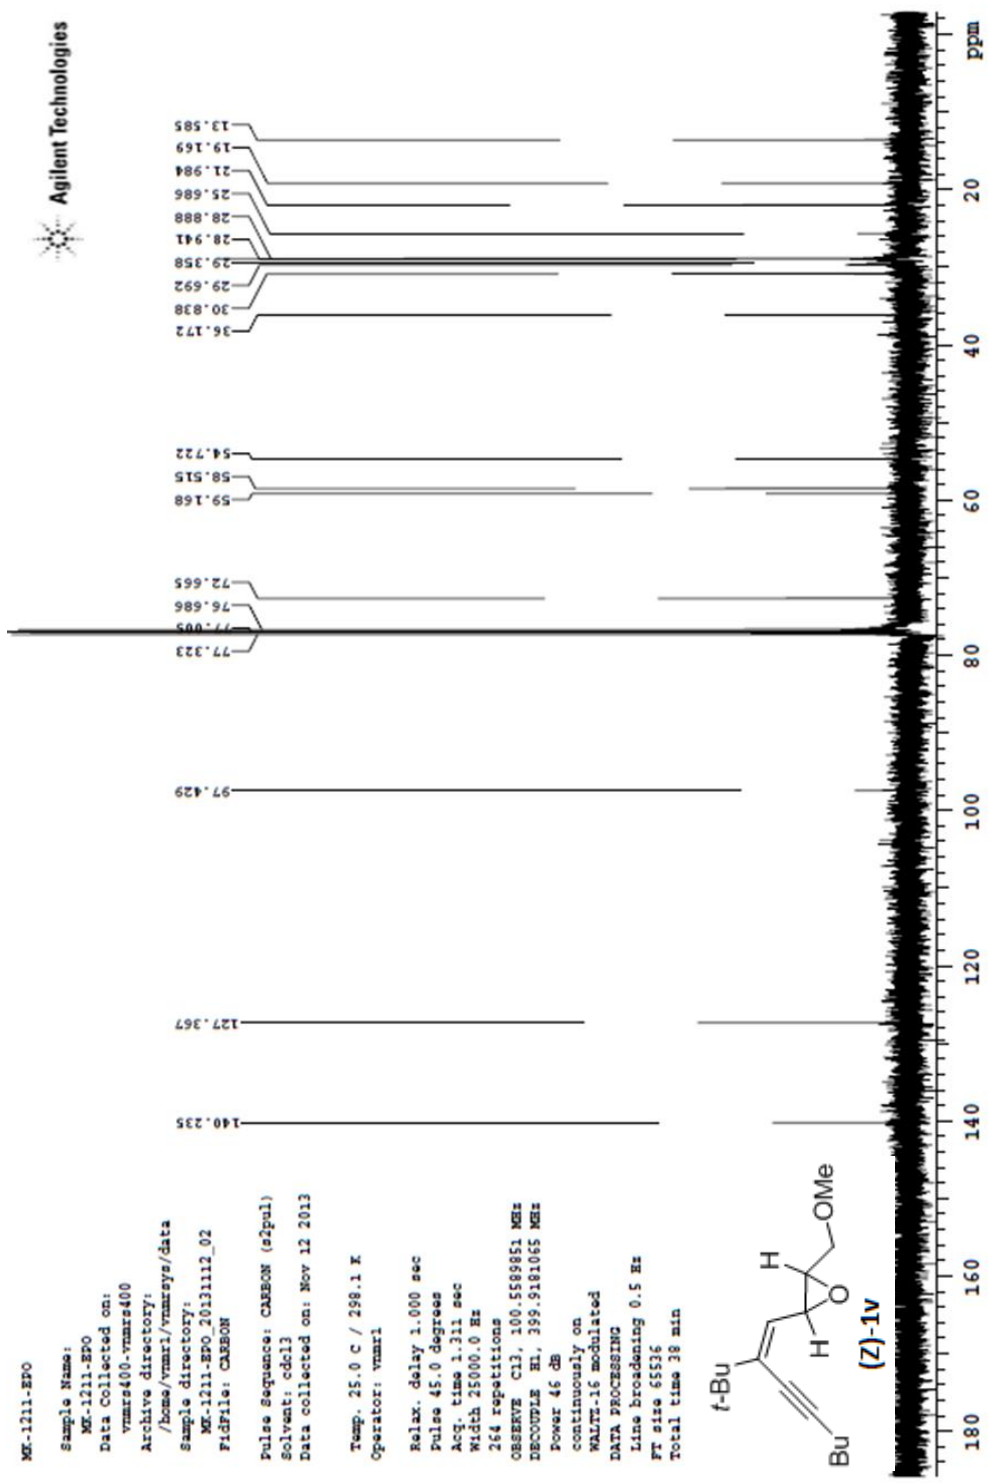 MK-1211-EPO
Sample Name:
MK-1211-EPO
Data Collected on:
vnmrs400-vnmrs400
Archive directory:
/home/vnmr1/vnmrsys/data
Sample directory:
MK-1211-EPO_20131112_02
FidFile: CARBON
Pulse Sequence: CARBON (s2pul)
Solvent: cdcl3
Data collected on: Nov 12 2013
Temp. 25.0 C / 298.1 K
Operator: vnmr1
Relax. delay 1.000 sec
Pulse 45.0 degrees
Acq. time 1.311 sec
Width 25000.0 Hz
264 repetitions
OBSERVE C13, 100.5589851 MHz
DECOUPLE H1, 399.9181065 MHz
Power 46 dB
continuously on
WALTZ-16 modulated
DATA PROCESSING
Line broadening 0.5 Hz
FT size 65536
Total time 38 min
Agilent Technologies
140.235
127.367
97.429
77.323
77.005
76.686
72.665
59.168
58.515
54.722
36.172
30.838
29.692
29.358
28.941
28.888
25.686
21.984
19.169
13.585
t-Bu
H
OMe
H
O
Bu
(Z)-1v
180 160 140 120 100 80 60 40 20 ppm